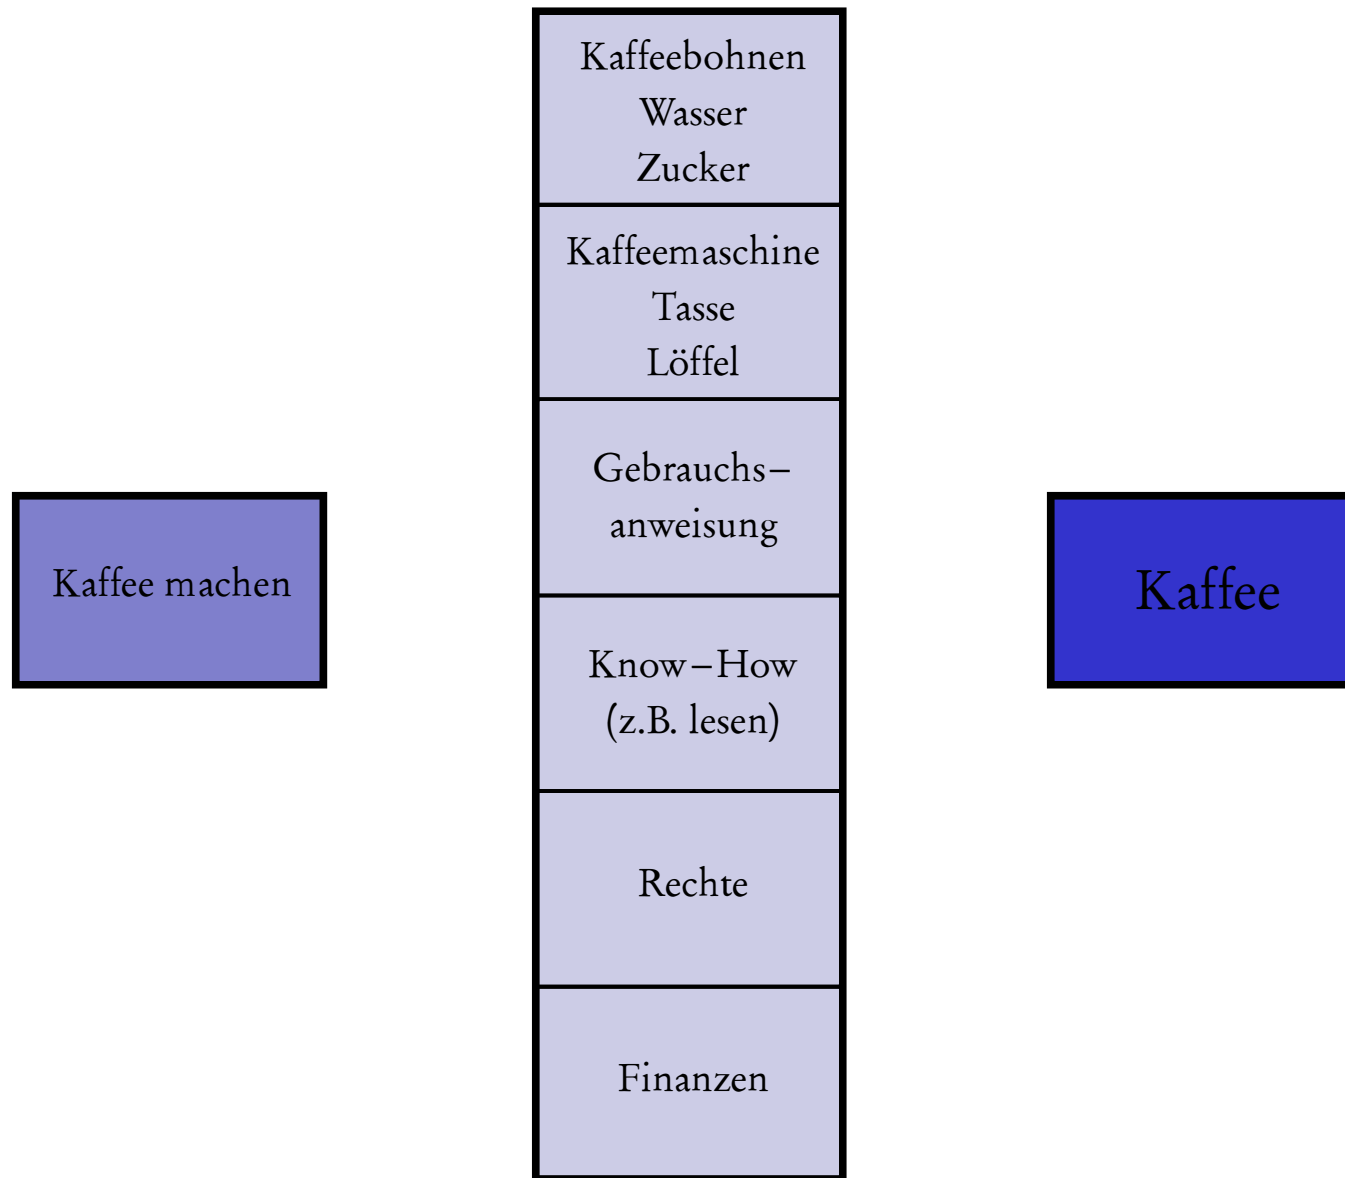 Kaffee machen
Kaffeebohnen
Wasser
Zucker
Kaffeemaschine
Tasse
Löffel
Gebrauchs–
anweisung
Know–How
(z.B. lesen)
Rechte
Finanzen
Kaffee